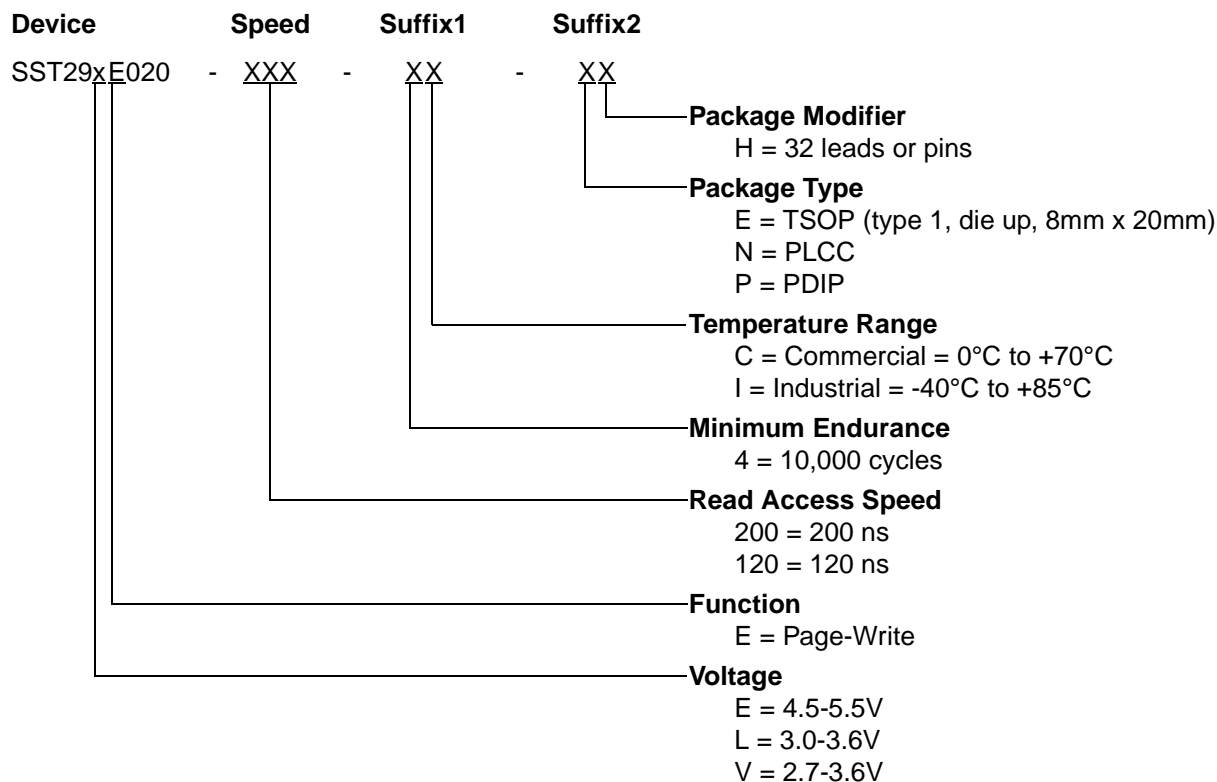 Device Speed Suffix1 Suffix2
SST29xE020 - XXX - XX - XX
Package Modifier
H = 32 leads or pins
Package Type
E = TSOP (type 1, die up, 8mm x 20mm)
N = PLCC
P = PDIP
Temperature Range
C = Commercial = 0°C to +70°C
I = Industrial = -40°C to +85°C
Minimum Endurance
4 = 10,000 cycles
Read Access Speed
200 = 200 ns
120 = 120 ns
Function
E = Page-Write
Voltage
E = 4.5-5.5V
L = 3.0-3.6V
V = 2.7-3.6V